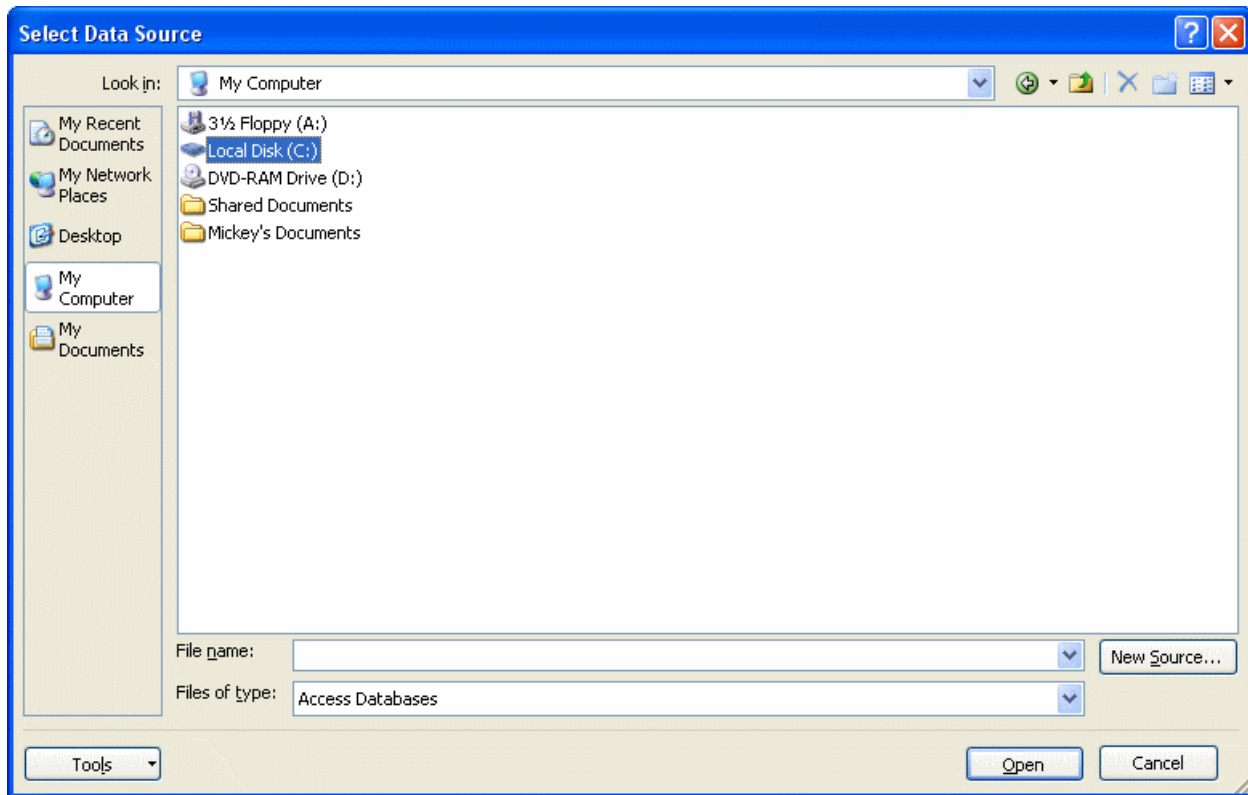 Select Data Source
Look in:
My Computer
My Recent
Documents
My Network
Places
Desktop
My
Computer
My
Documents
3½ Floppy (A:)
Local Disk (C:)
DVD-RAM Drive (D:)
Shared Documents
Mickey's Documents
File name:
New Source...
Files of type:
Access Databases
Tools
Open
Cancel